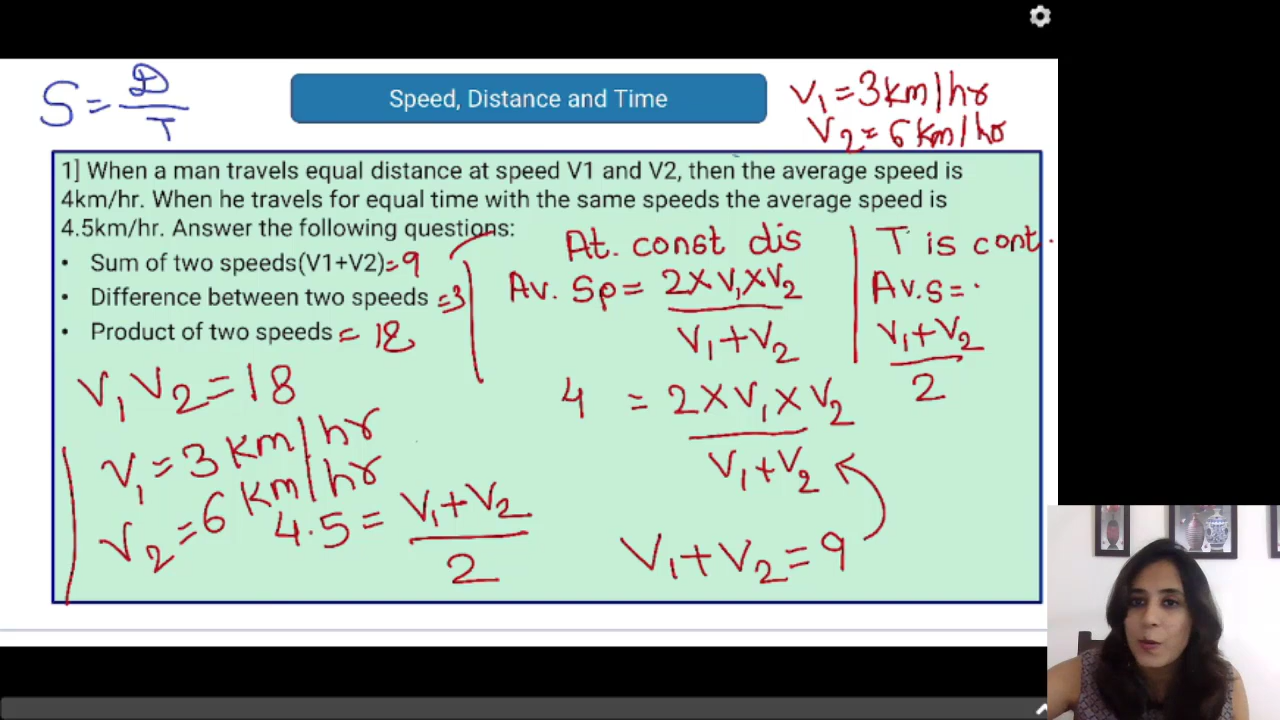 S = D/T
Speed, Distance and Time
V1 = 3km/hr
V2 = 6km/hr
1] When a man travels equal distance at speed V1 and V2, then the average speed is
4km/hr. When he travels for equal time with the same speeds the average speed is
4.5km/hr. Answer the following questions:
• Sum of two speeds(V1+V2)=9
• Difference between two speeds =3
• Product of two speeds = 18
V1 V2 = 18
V1 = 3 km/hr
V2 = 6 km/hr
4.5 = V1+V2/2
At. const dis
Av. Sp = 2×V1×V2/V1+V2
4 = 2×V1×V2/V1+V2
V1+V2 = 9
T is cont.
Av.s =
V1+V2/2